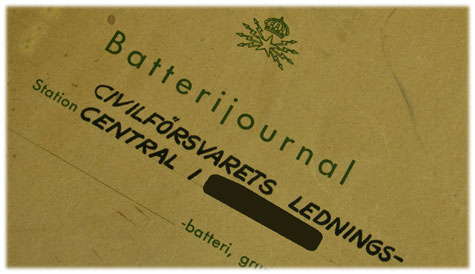 Batterijournal
Station CIVILFÖRSVARETS LEDNINGS-
CENTRAL I
-batteri,